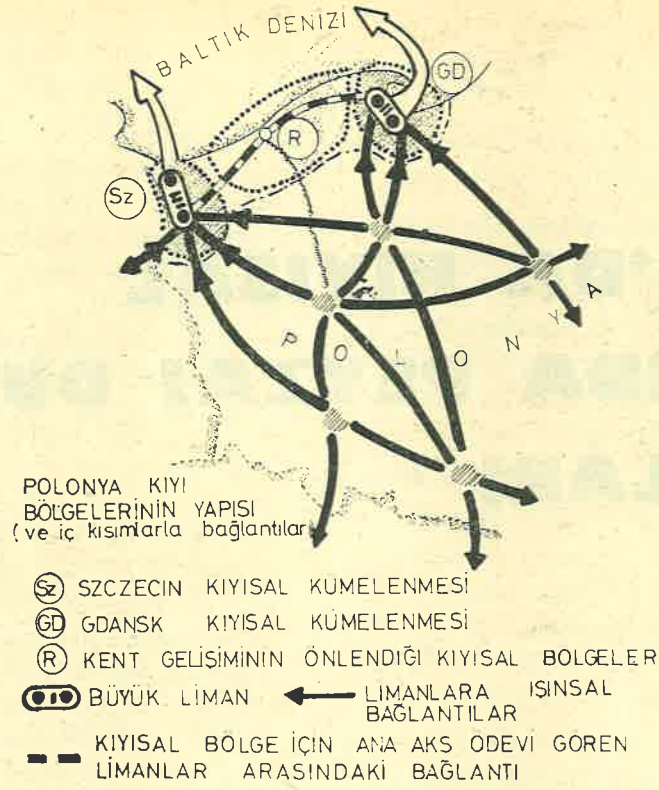 BALTIK DENİZİ
GD
R
Sz
POLONYA
POLONYA KIYI
BÖLGELERİNİN YAPISI
(ve iç kısımlarla bağlantılar)
Sz SZCZECIN KIYISAL KÜMELENMESİ
GD GDANSK KIYISAL KÜMELENMESİ
R KENT GELİŞİMİNİN ÖNLENDİĞİ KIYISAL BÖLGELER
BÜYÜK LİMAN LİMANLARA IŞINSAL
BAĞLANTILAR
KIYISAL BÖLGE İÇİN ANA AKS ÖDEVİ GÖREN
LİMANLAR ARASINDAKİ BAĞLANTI